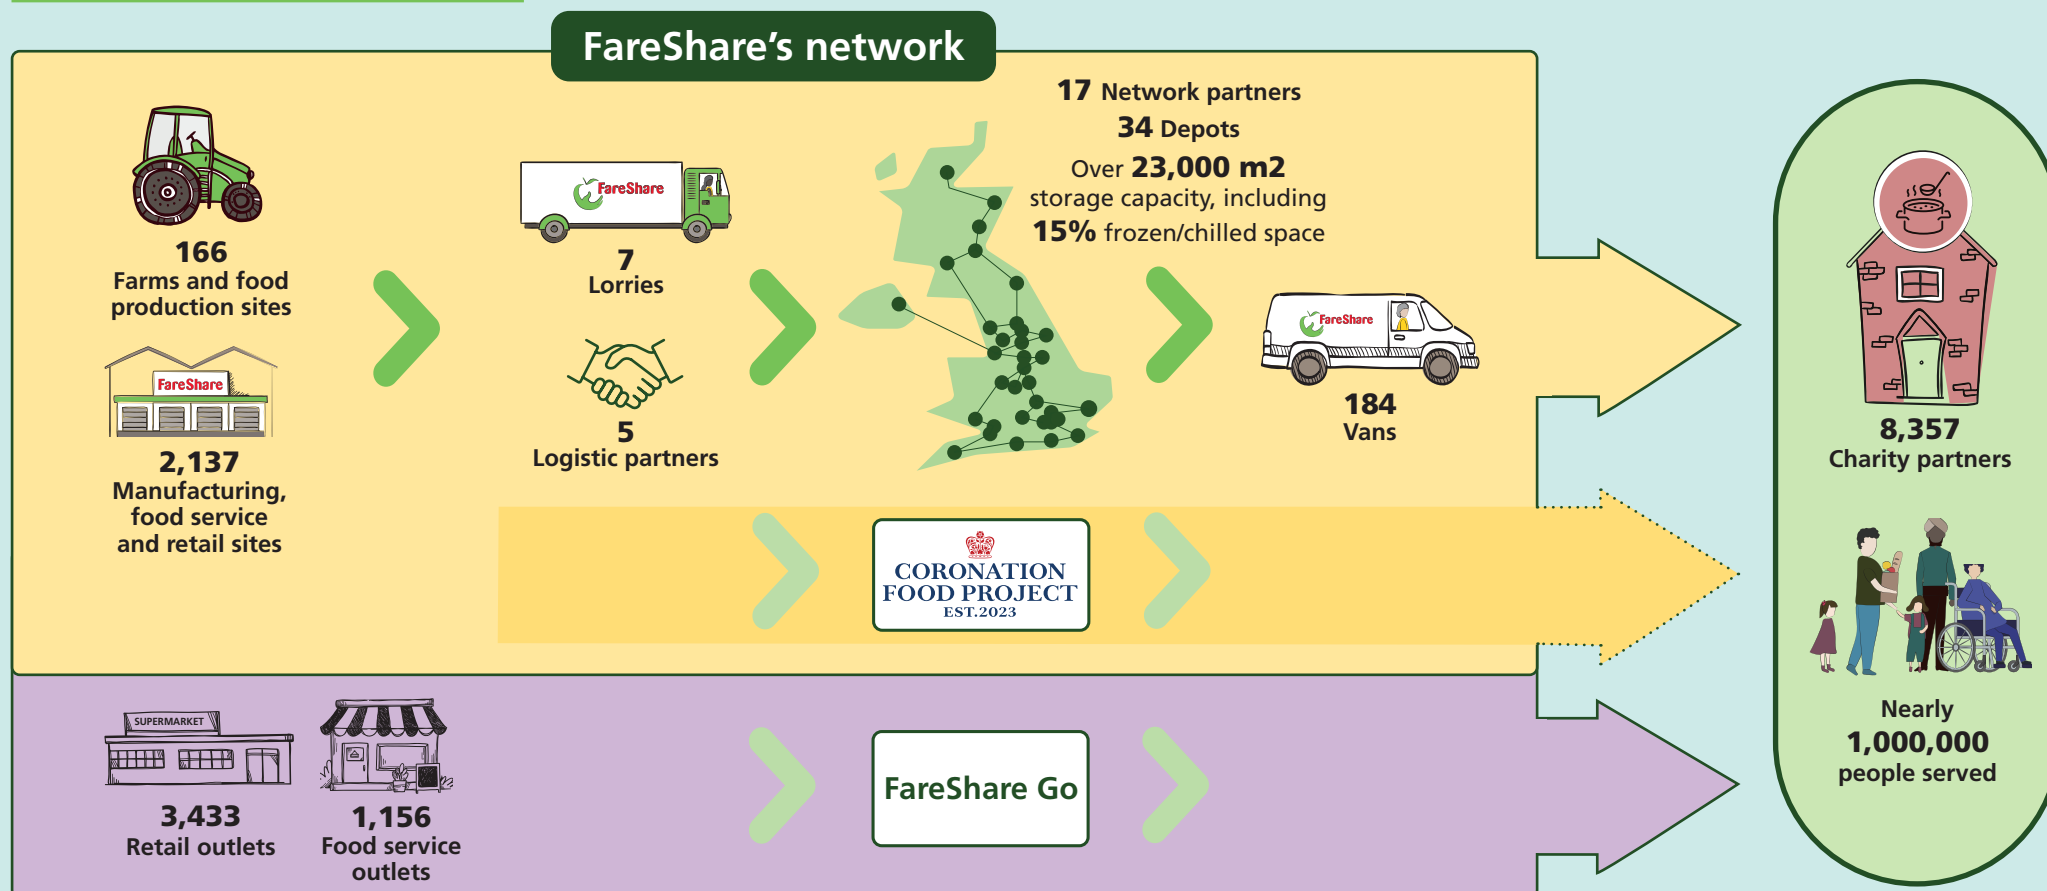 FareShare’s network
166
Farms and food
production sites
FareShare
2,137
Manufacturing,
food service
and retail sites
FareShare
7
Lorries
5
Logistic partners
17 Network partners
34 Depots
Over 23,000 m2
storage capacity, including
15% frozen/chilled space
FareShare
184
Vans
CORONATION
FOOD PROJECT
EST.2023
SUPERMARKET
3,433
Retail outlets
1,156
Food service
outlets
FareShare Go
8,357
Charity partners
Nearly
1,000,000
people served